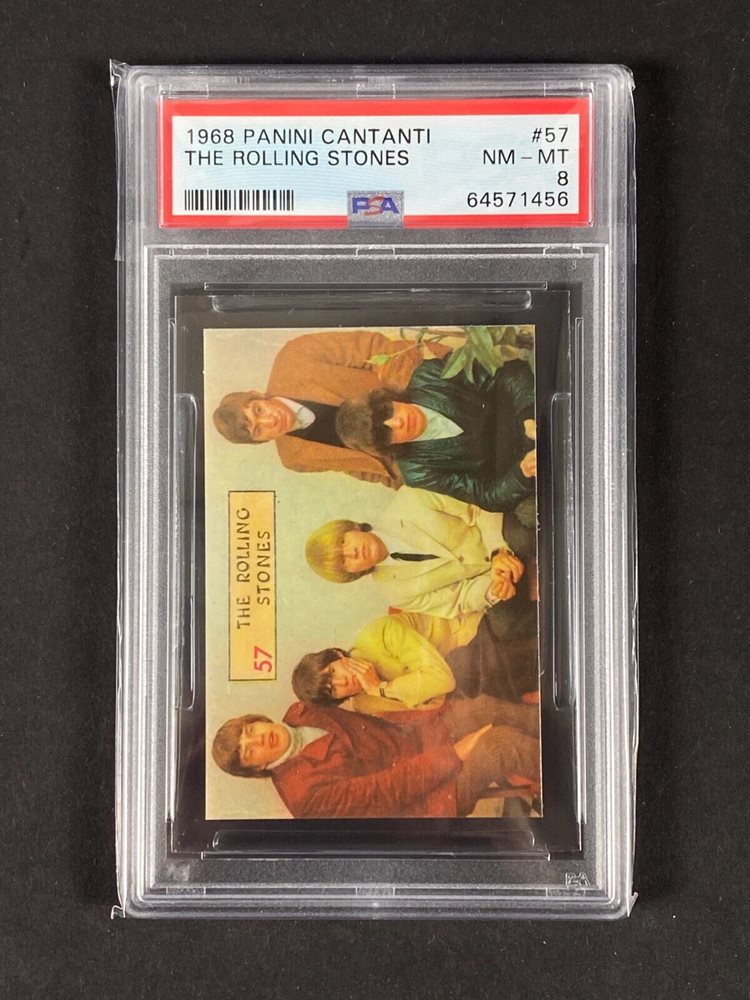 1968 PANINI CANTANTI #57
THE ROLLING STONES NM - MT
8
PSA 64571456
57 THE ROLLING
STONES